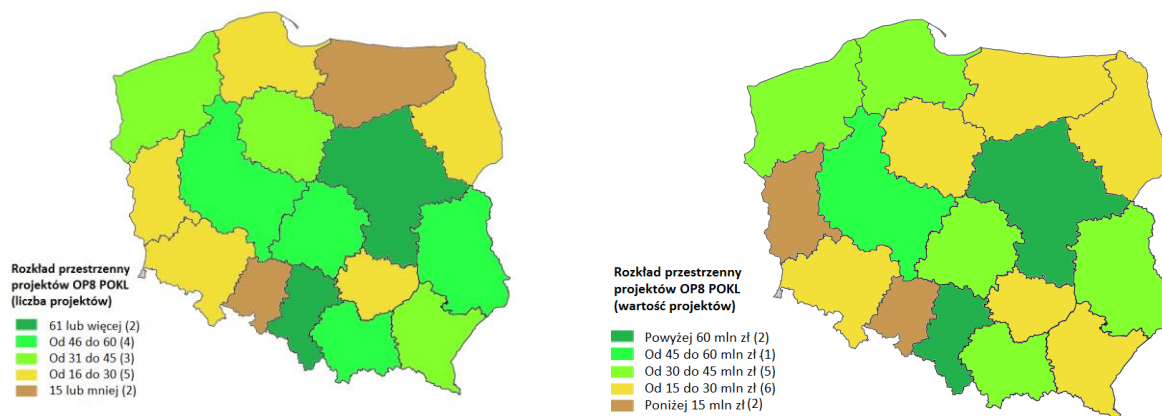 Rozkład przestrzenny
projektów OP8 POKL
(liczba projektów)
61 lub więcej (2)
Od 46 do 60 (4)
Od 31 do 45 (3)
Od 16 do 30 (5)
15 lub mniej (2)
Rozkład przestrzenny
projektów OP8 POKL
(wartość projektów)
Powyżej 60 mln zł (2)
Od 45 do 60 mln zł (1)
Od 30 do 45 mln zł (5)
Od 15 do 30 mln zł (6)
Poniżej 15 mln zł (2)